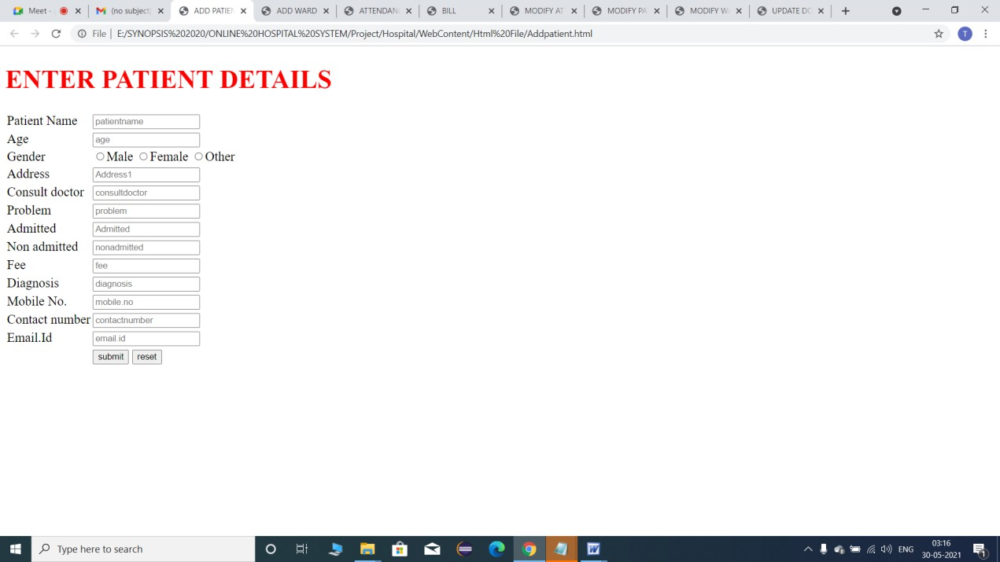 Meet - (no subject) ADD PATIEN ADD WARD ATTENDAN BILL MODIFY AT MODIFY PA MODIFY WA UPDATE DO
File | E:/SYNOPSIS%202020/ONLINE%20HOSPITAL%20SYSTEM/Project/Hospital/WebContent/Html%20File/Addpatient.html T
ENTER PATIENT DETAILS
Patient Name patientname
Age age
Gender Male Female Other
Address Address1
Consult doctor consultdoctor
Problem problem
Admitted Admitted
Non admitted nonadmitted
Fee fee
Diagnosis diagnosis
Mobile No. mobile.no
Contact number contactnumber
Email.Id email.id
submit reset
Type here to search ENG 03:16
30-05-2021 1